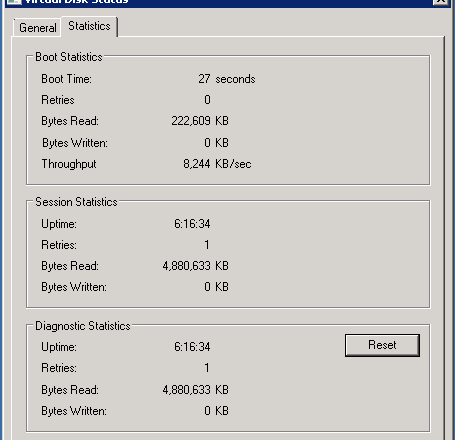 Virtual Disk Status
General Statistics
Boot Statistics
Boot Time: 27 seconds
Retries 0
Bytes Read: 222,609 KB
Bytes Written: 0 KB
Throughput 8,244 KB/sec
Session Statistics
Uptime: 6:16:34
Retries: 1
Bytes Read: 4,880,633 KB
Bytes Written: 0 KB
Diagnostic Statistics
Uptime: 6:16:34 Reset
Retries: 1
Bytes Read: 4,880,633 KB
Bytes Written: 0 KB